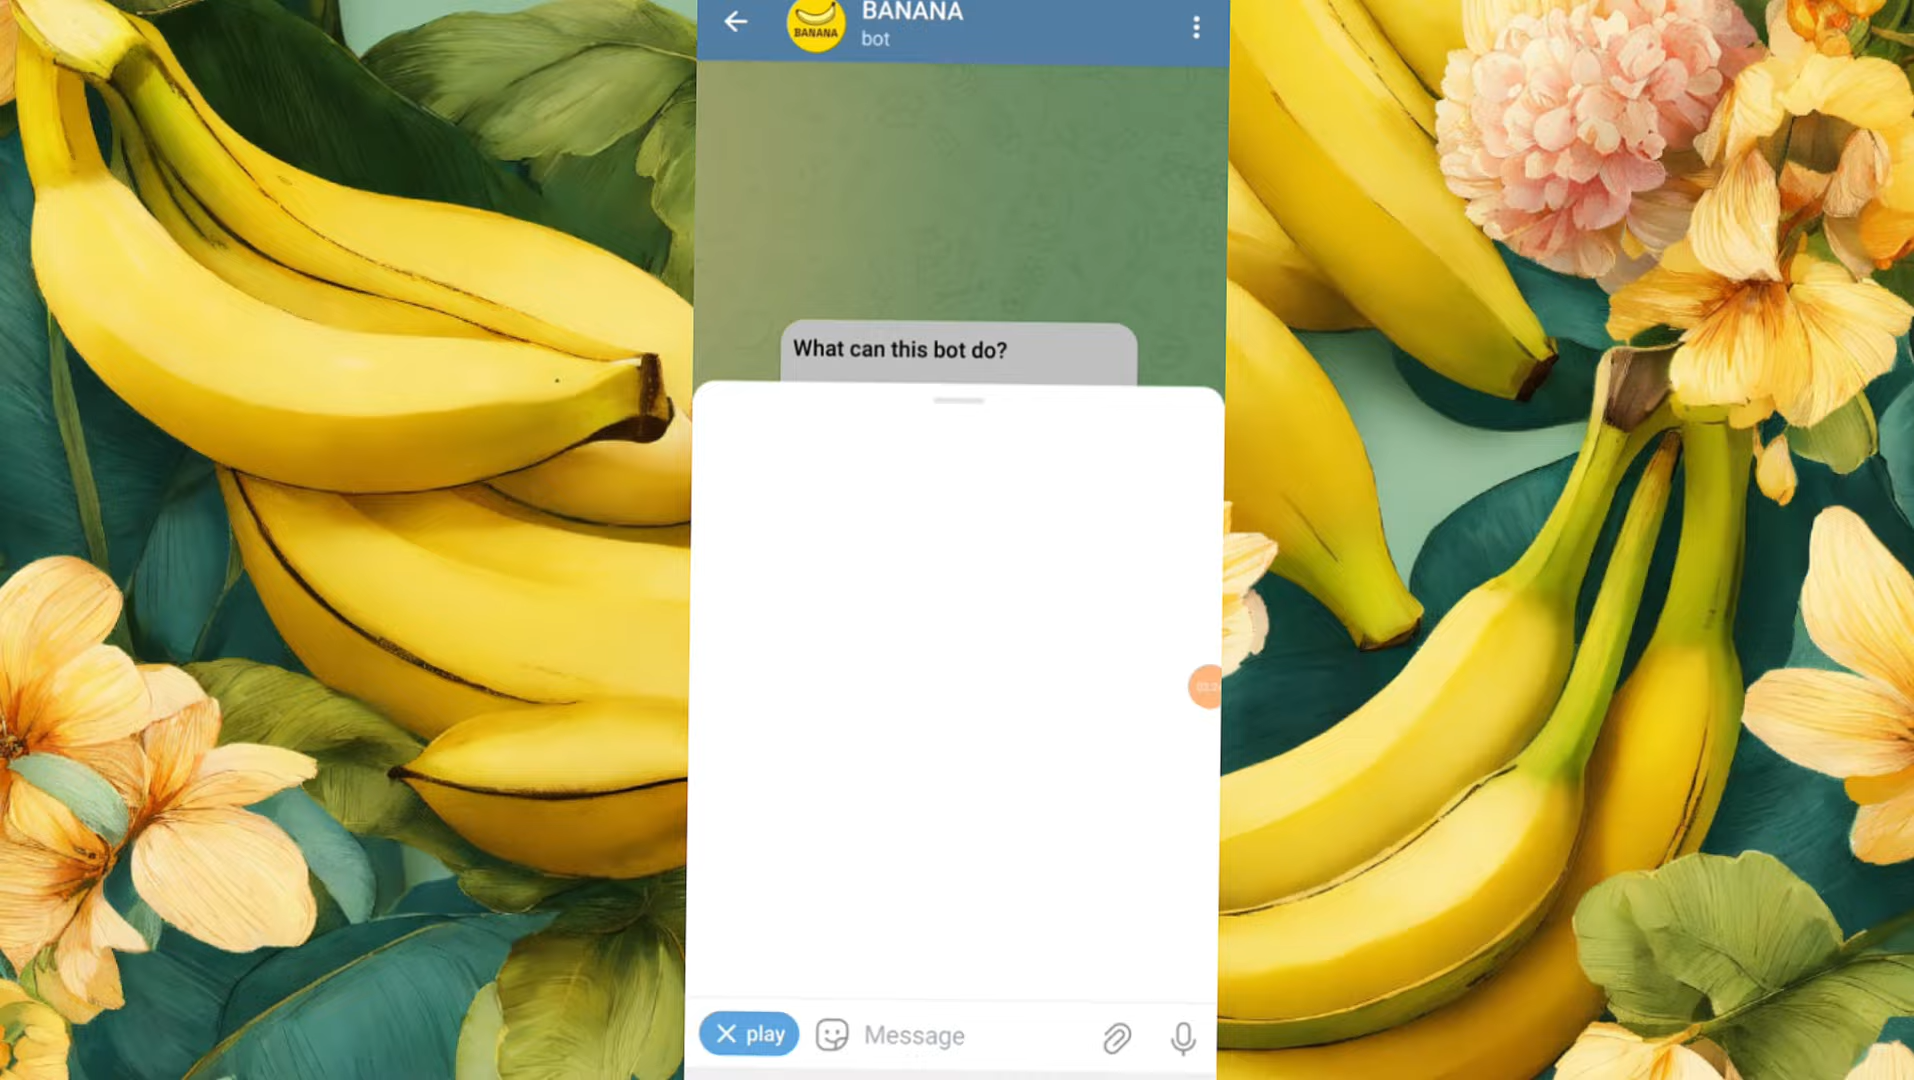 BANANA
BANANA
bot
What can this bot do?
play
Message